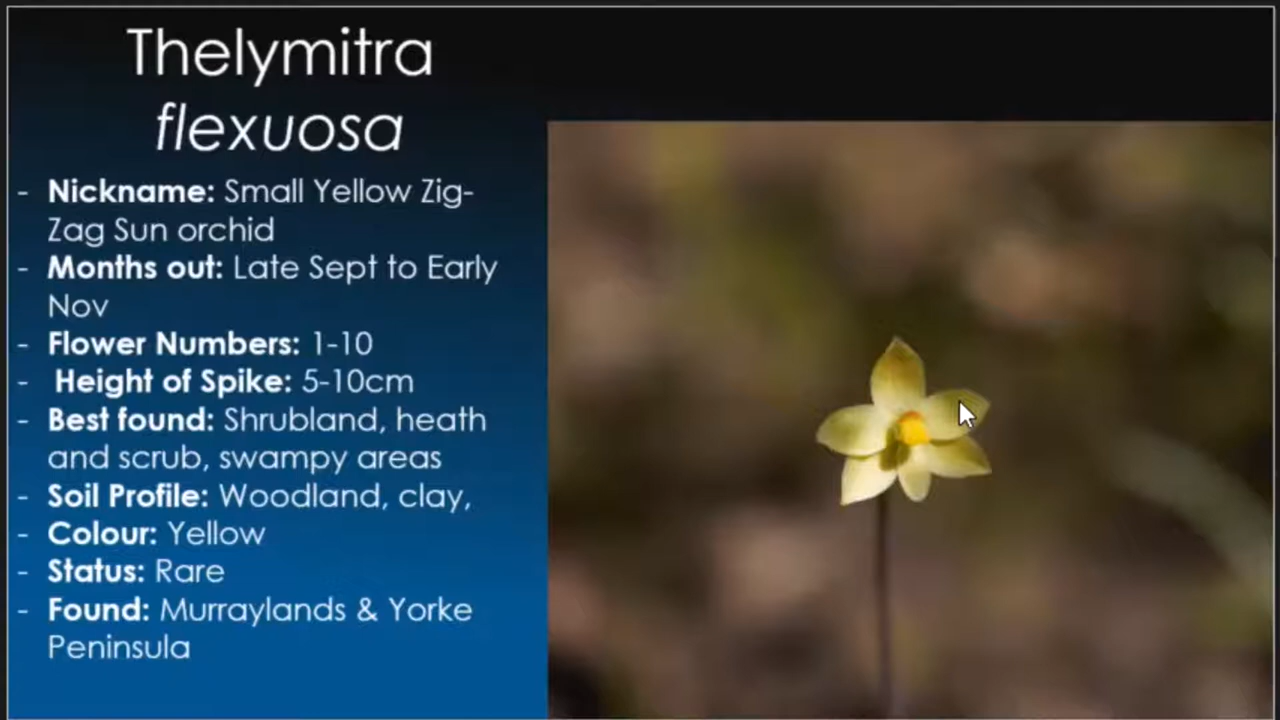 Thelymitra
flexuosa
- Nickname: Small Yellow Zig-
Zag Sun orchid
- Months out: Late Sept to Early
Nov
- Flower Numbers: 1-10
- Height of Spike: 5-10cm
- Best found: Shrubland, heath
and scrub, swampy areas
- Soil Profile: Woodland, clay,
- Colour: Yellow
- Status: Rare
- Found: Murraylands & Yorke
Peninsula